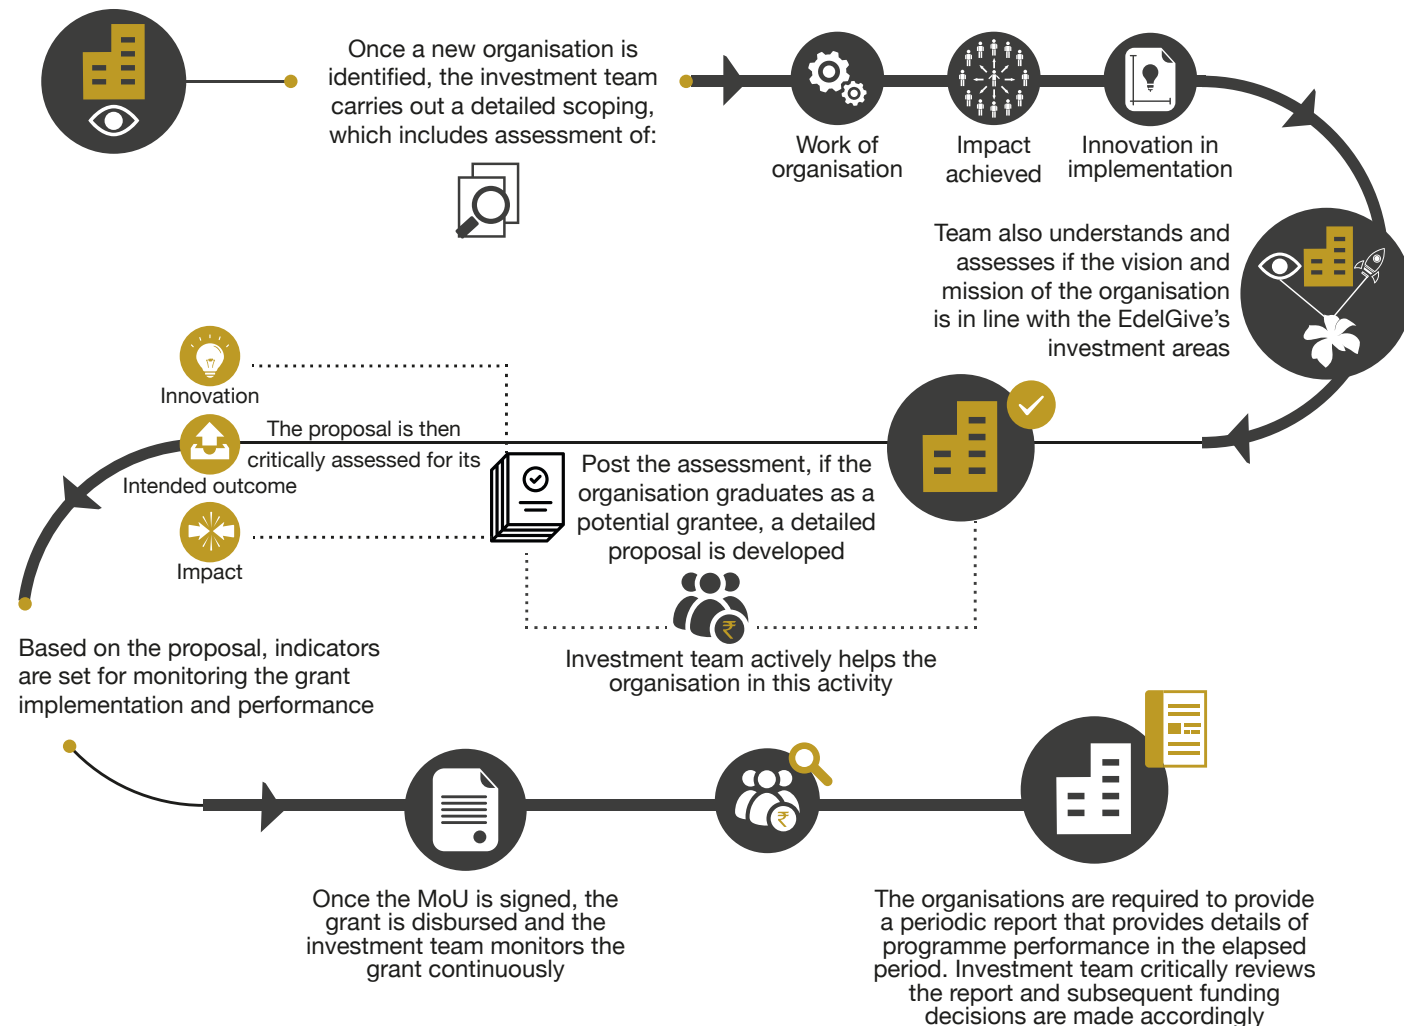 Once a new organisation is
identified, the investment team
carries out a detailed scoping,
which includes assessment of:
Work of
organisation
Impact
achieved
Innovation in
implementation
Team also understands and
assesses if the vision and
mission of the organisation
is in line with the EdelGive's
investment areas
Post the assessment, if the
organisation graduates as a
potential grantee, a detailed
proposal is developed
₹
Investment team actively helps the
organisation in this activity
The proposal is then
critically assessed for its
Innovation
Intended outcome
Impact
Based on the proposal, indicators
are set for monitoring the grant
implementation and performance
Once the MoU is signed, the
grant is disbursed and the
investment team monitors the
grant continuously
₹
The organisations are required to provide
a periodic report that provides details of
programme performance in the elapsed
period. Investment team critically reviews
the report and subsequent funding
decisions are made accordingly